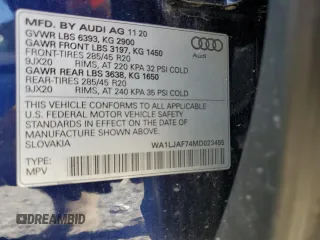 MFD. BY AUDI AG 11 20
GVWR LBS 6393, KG 2900
GAWR FRONT LBS 3197, KG 1450
FRONT-TIRES 285/45 R20
9JX20 RIMS, AT 220 KPA 32 PSI COLD
GAWR REAR LBS 3638, KG 1650
REAR-TIRES 285/45 R20
9JX20 RIMS, AT 240 KPA 35 PSI COLD
Audi
THIS VEHICLE CONFORMS TO ALL APPLICABLE
U.S. FEDERAL MOTOR VEHICLE SAFETY
STANDARDS IN EFFECT ON THE DATE OF
MANUFACTURE SHOWN ABOVE.
SLOVAKIA WA1LJAF74MD023455
TYPE:
MPV
DREAMBID